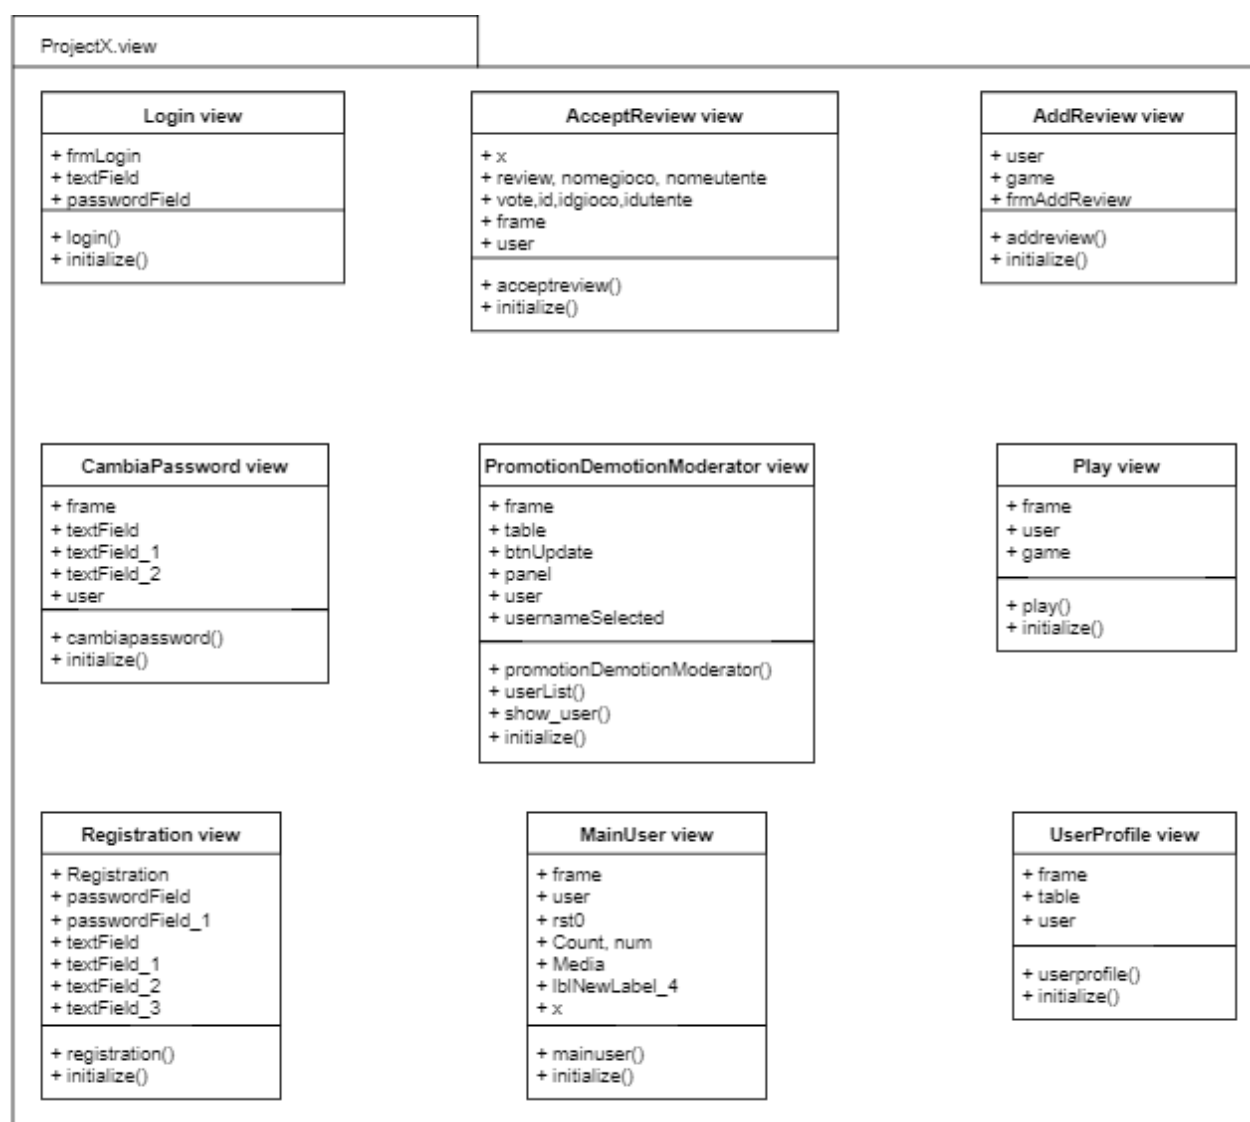 ProjectX.view
Login view
+ frmLogin
+ textField
+ passwordField
+ login()
+ initialize()
AcceptReview view
+ x
+ review, nomegioco, nomeutente
+ vote,id,idgioco,idutente
+ frame
+ user
+ acceptreview()
+ initialize()
AddReview view
+ user
+ game
+ frmAddReview
+ addreview()
+ initialize()
CambiaPassword view
+ frame
+ textField
+ textField_1
+ textField_2
+ user
+ cambiapassword()
+ initialize()
PromotionDemotionModerator view
+ frame
+ table
+ btnUpdate
+ panel
+ user
+ usernameSelected
+ promotionDemotionModerator()
+ userList()
+ show_user()
+ initialize()
Play view
+ frame
+ user
+ game
+ play()
+ initialize()
Registration view
+ Registration
+ passwordField
+ passwordField_1
+ textField
+ textField_1
+ textField_2
+ textField_3
+ registration()
+ initialize()
MainUser view
+ frame
+ user
+ rst0
+ Count, num
+ Media
+ lblNewLabel_4
+ x
+ mainuser()
+ initialize()
UserProfile view
+ frame
+ table
+ user
+ userprofile()
+ initialize()